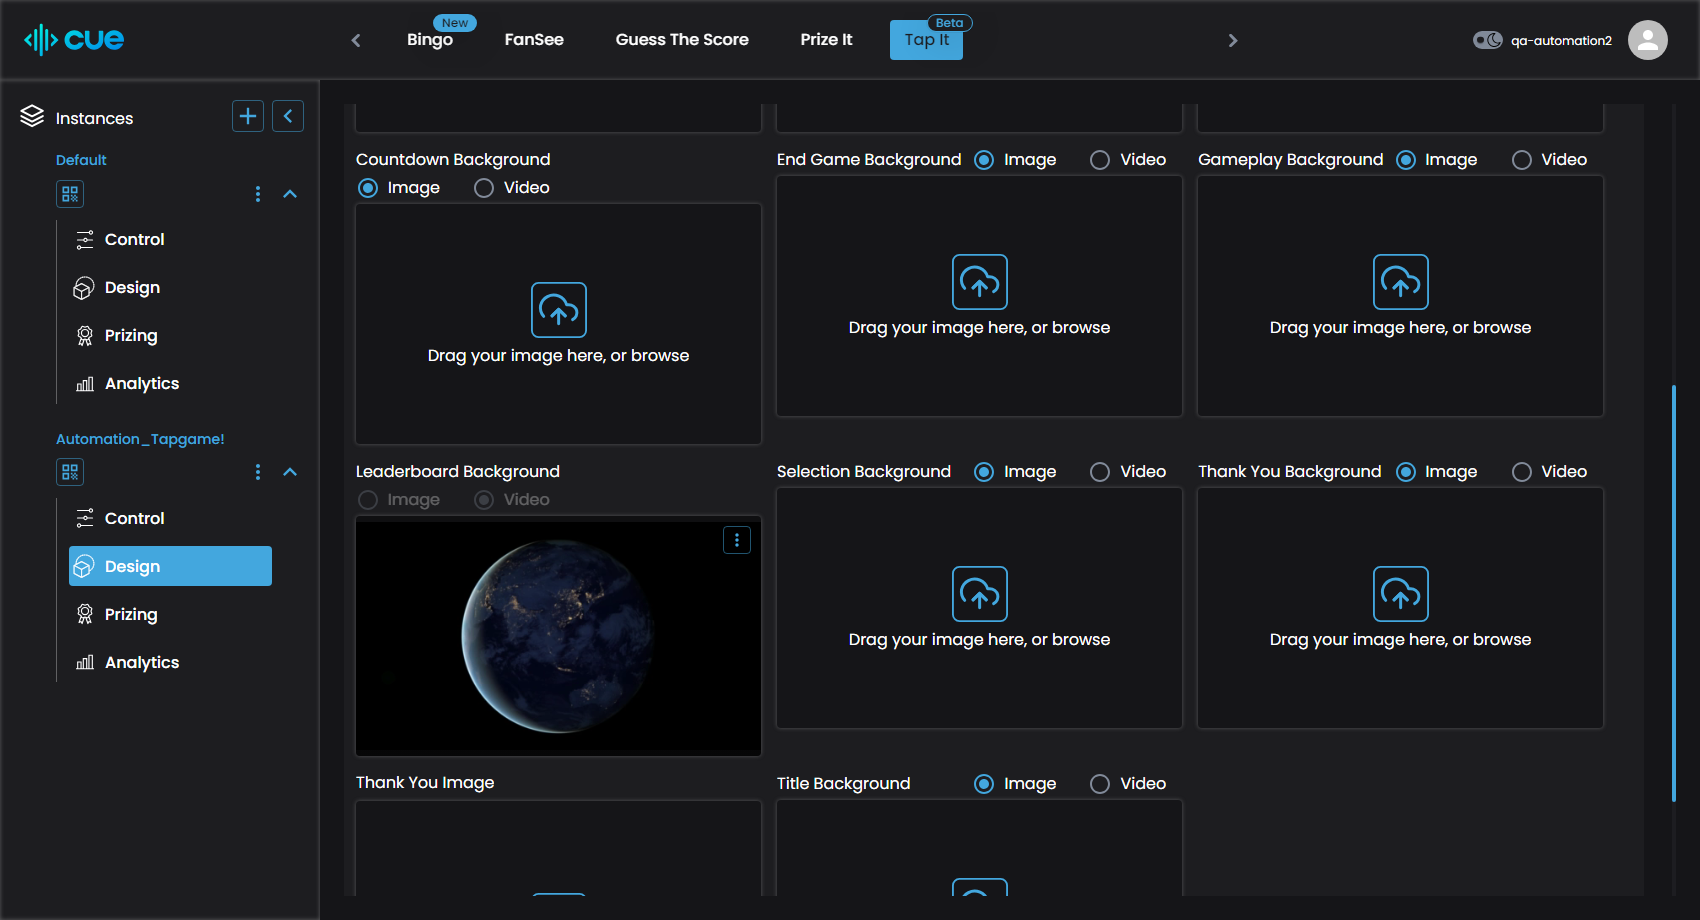 cue
New
Bingo
FanSee
Guess The Score
Prize It
Beta
Tap It
qa-automation2
Instances
Default
Control
Design
Prizing
Analytics
Automation_Tapgame!
Control
Design
Prizing
Analytics
Countdown Background
Image
Video
Drag your image here, or browse
End Game Background Image Video
Drag your image here, or browse
Gameplay Background Image Video
Drag your image here, or browse
Leaderboard Background
Image Video
Selection Background Image Video
Drag your image here, or browse
Thank You Background Image Video
Drag your image here, or browse
Thank You Image
Title Background Image Video